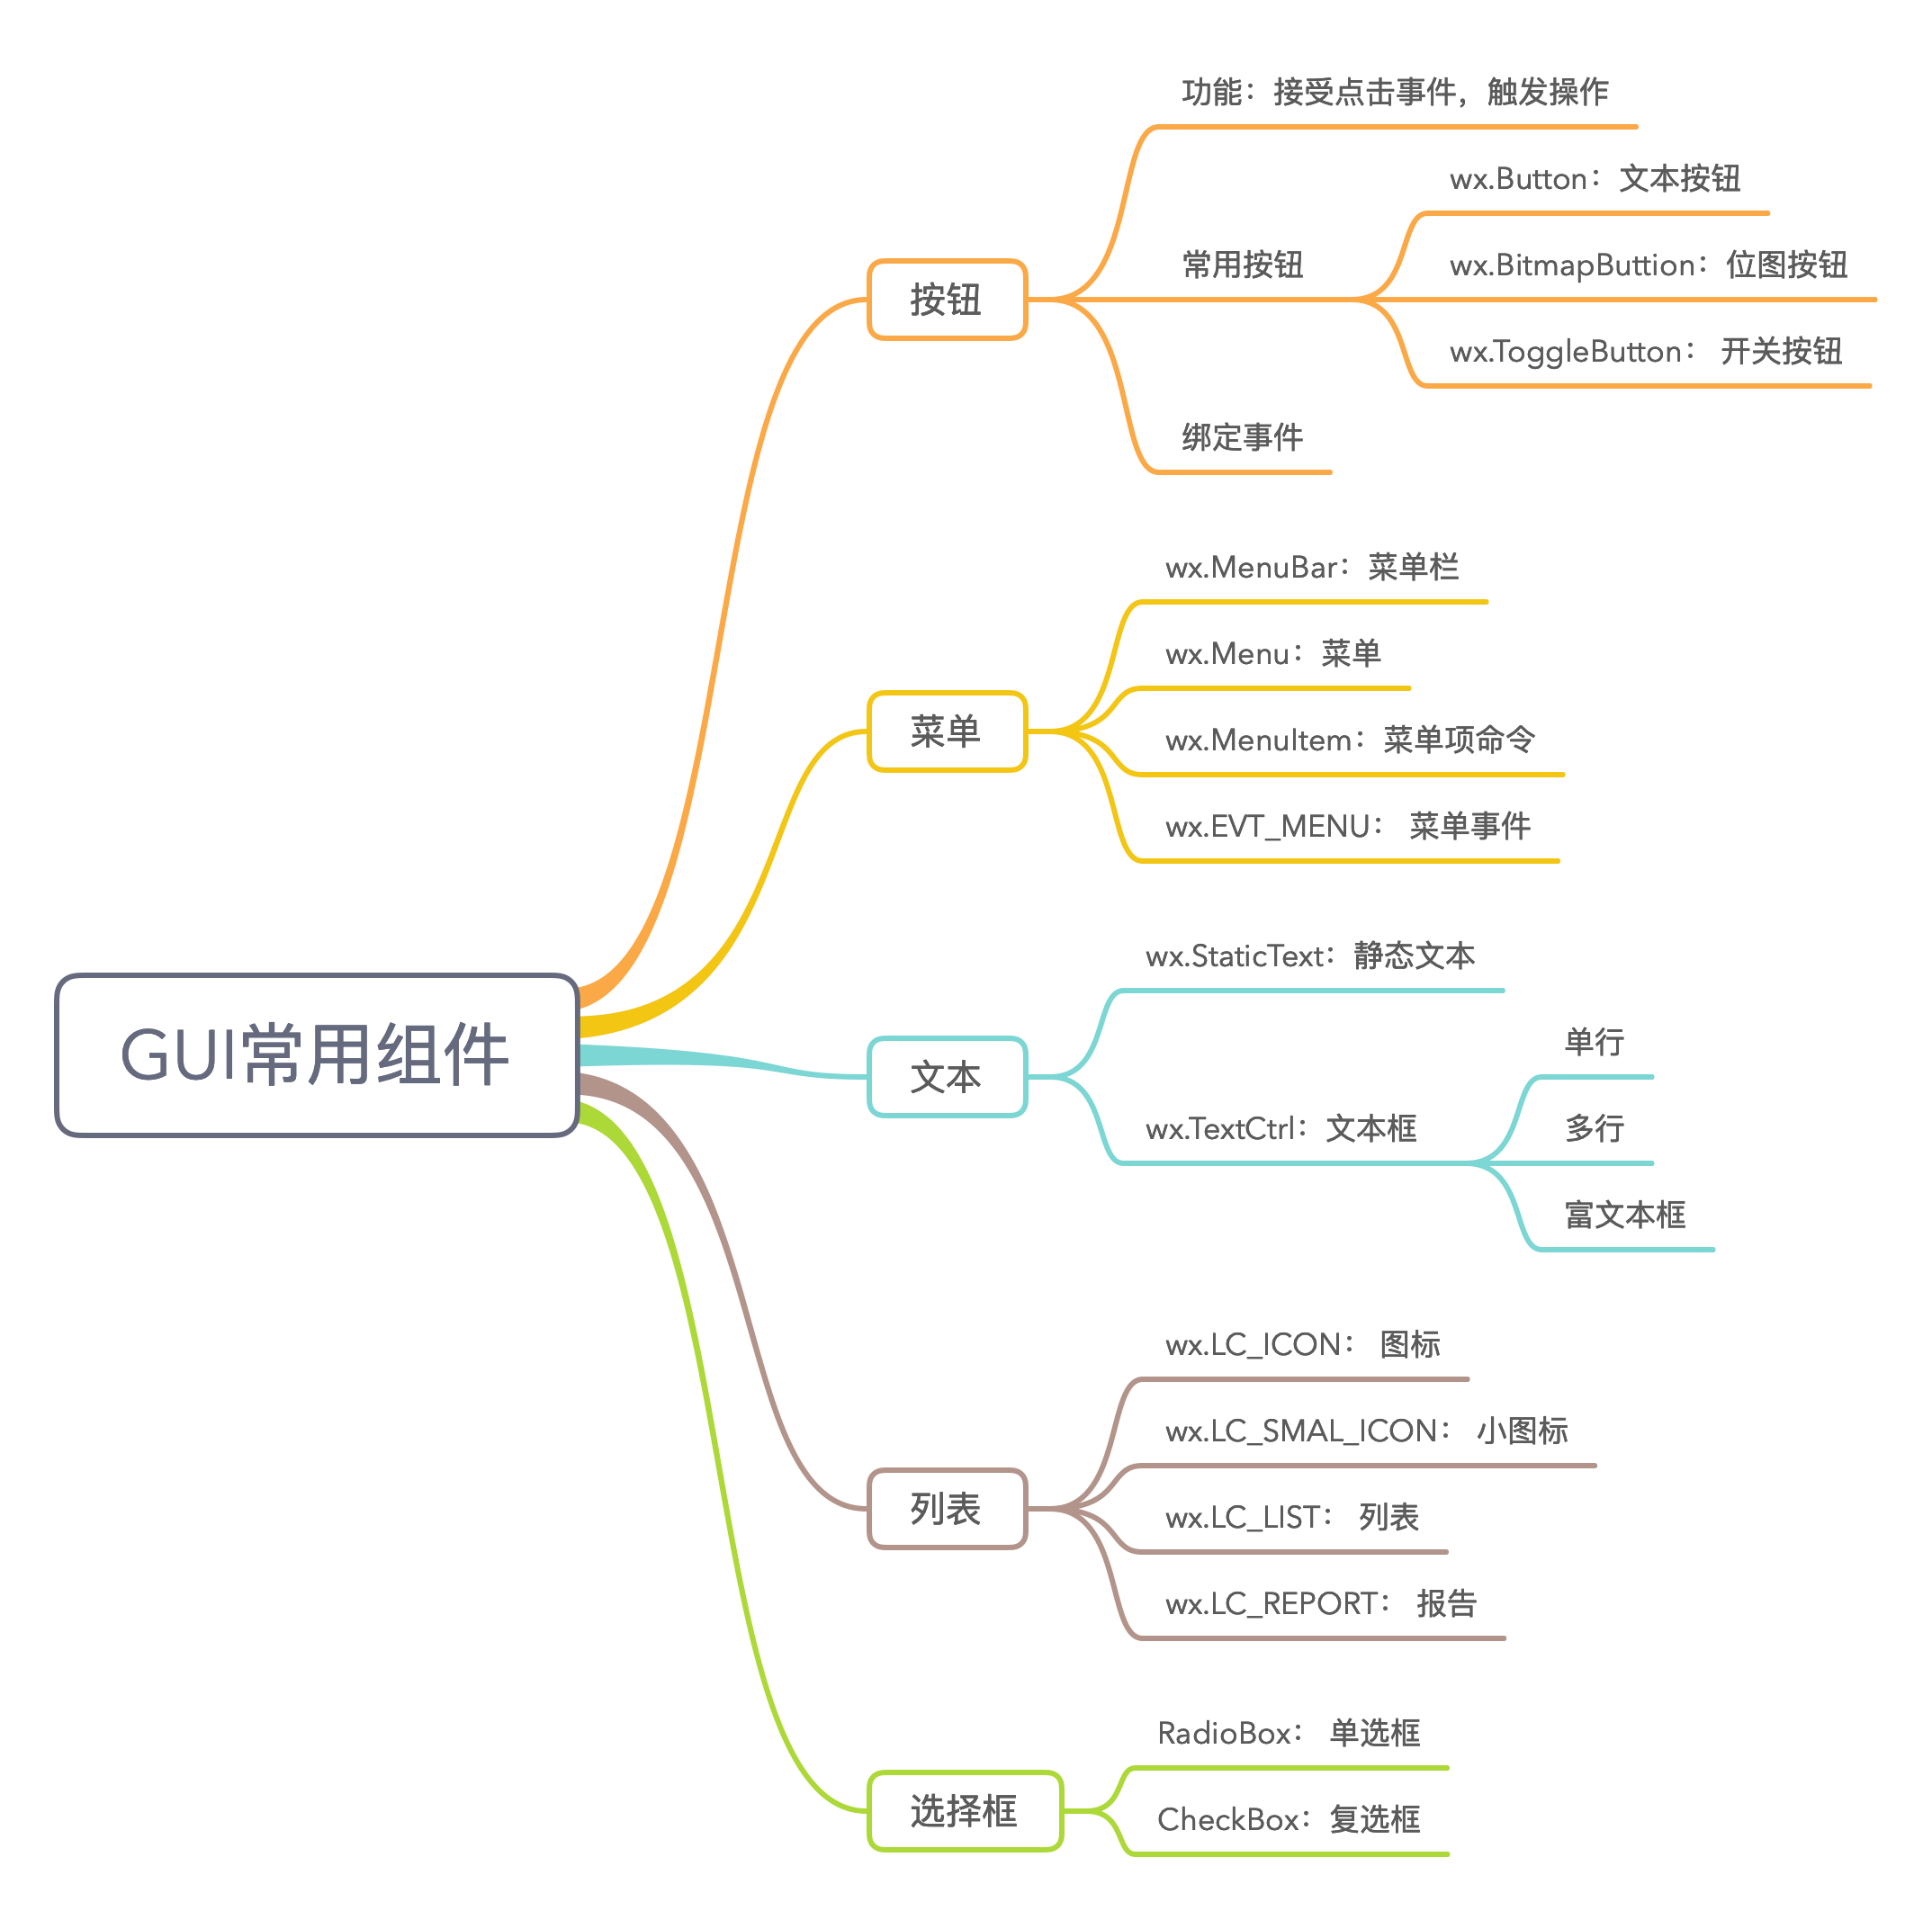 GUI常用组件
按钮
功能：接受点击事件，触发操作
常用按钮
wx.Button：文本按钮
wx.BitmapButtion：位图按钮
wx.ToggleButton： 开关按钮
绑定事件
菜单
wx.MenuBar：菜单栏
wx.Menu：菜单
wx.MenuItem：菜单项命令
wx.EVT_MENU： 菜单事件
文本
wx.StaticText：静态文本
wx.TextCtrl：文本框
单行
多行
富文本框
列表
wx.LC_ICON： 图标
wx.LC_SMAL_ICON： 小图标
wx.LC_LIST： 列表
wx.LC_REPORT： 报告
选择框
RadioBox： 单选框
CheckBox：复选框